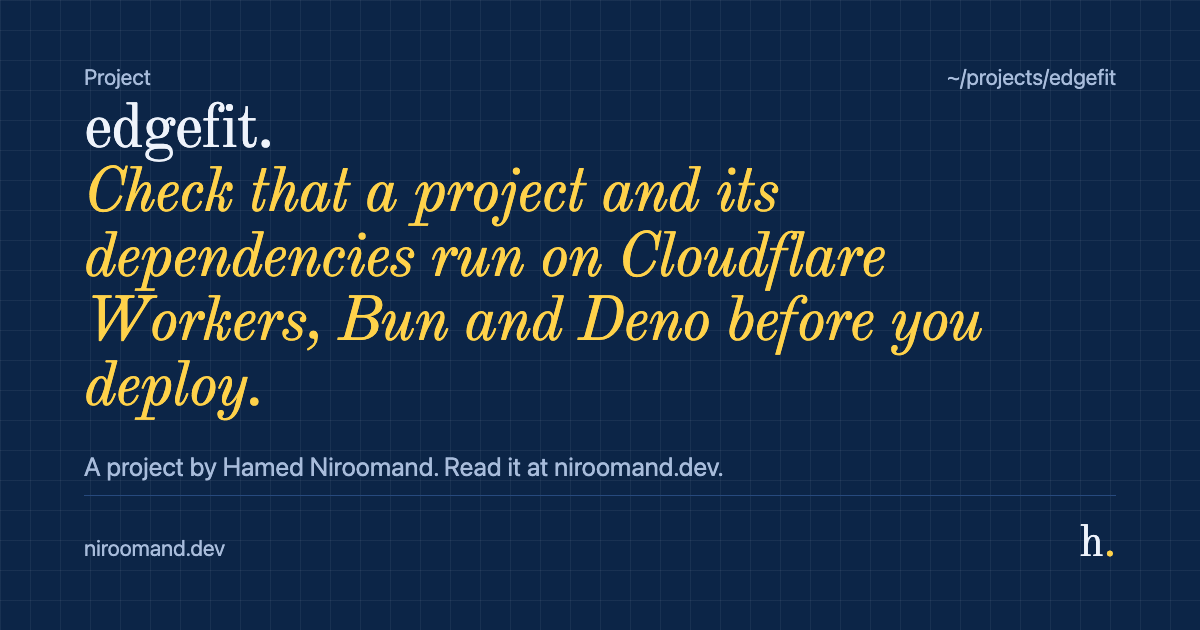 Project
~/projects/edgefit
edgefit.
Check that a project and its
dependencies run on Cloudflare
Workers, Bun and Deno before you
deploy.
A project by Hamed Niroomand. Read it at niroomand.dev.
niroomand.dev
h.